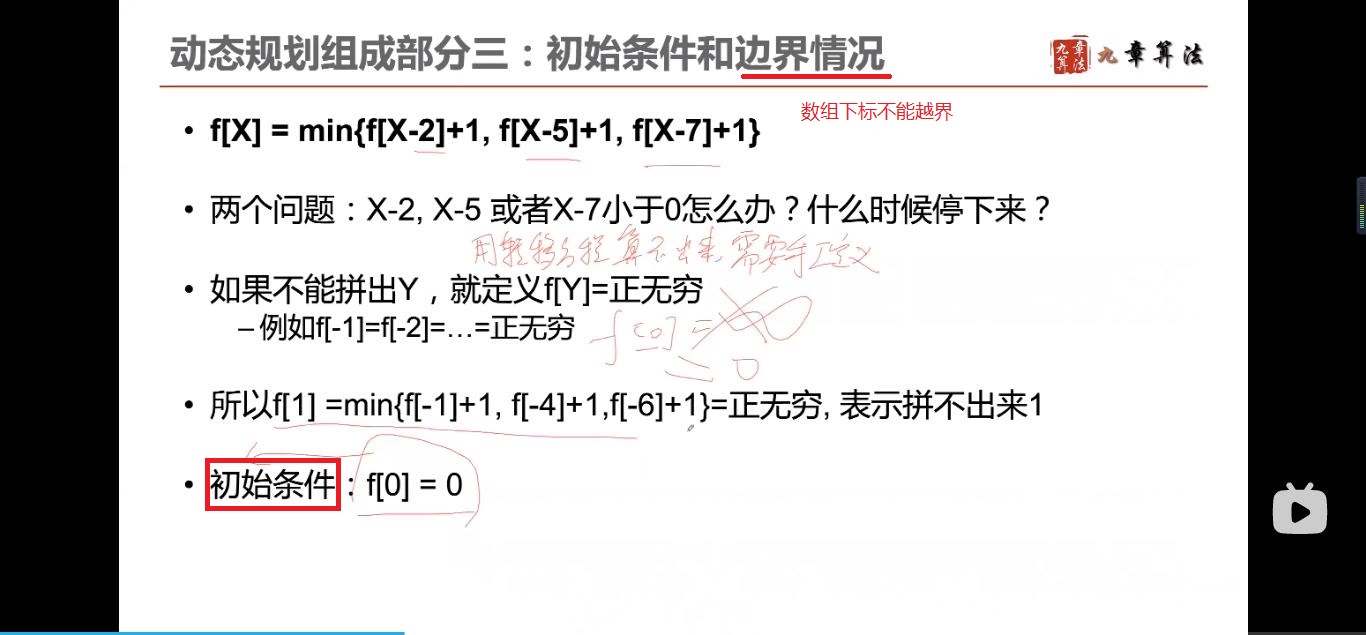 动态规划组成部分三：初始条件和边界情况
九章算法 九章算法
数组下标不能越界
• f[X] = min{f[X-2]+1, f[X-5]+1, f[X-7]+1}
• 两个问题：X-2, X-5 或者X-7小于0怎么办？什么时候停下来？
用转移方程算不出来，需要手工定义
• 如果不能拼出Y，就定义f[Y]=正无穷
– 例如f[-1]=f[-2]=…=正无穷
f[0] =
= 0
• 所以f[1] =min{f[-1]+1, f[-4]+1,f[-6]+1}=正无穷, 表示拼不出来1
• 初始条件：f[0] = 0